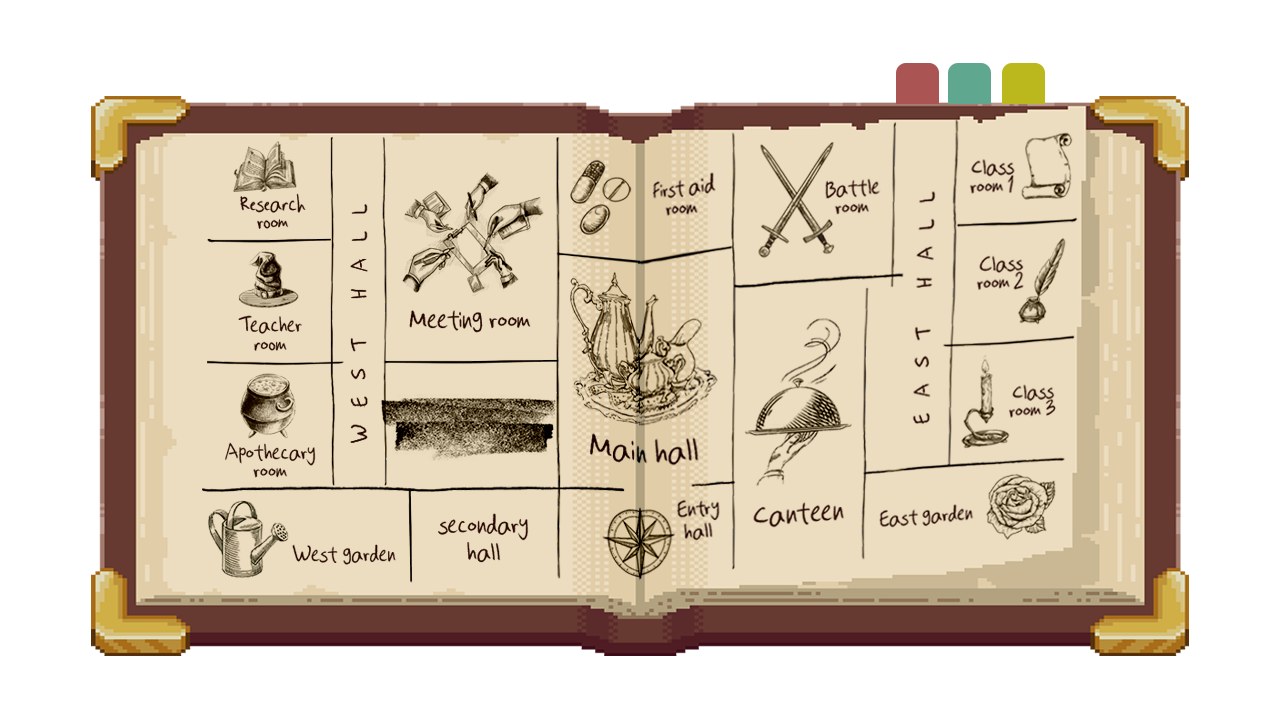 Research
room
Teacher
room
Apothecary
room
WEST HALL
Meeting room
West garden
secondary
hall
First aid
room
Main hall
Entry
hall
Battle
room
Canteen
EAST HALL
Class
room 1
Class
room 2
Class
room 3
East garden